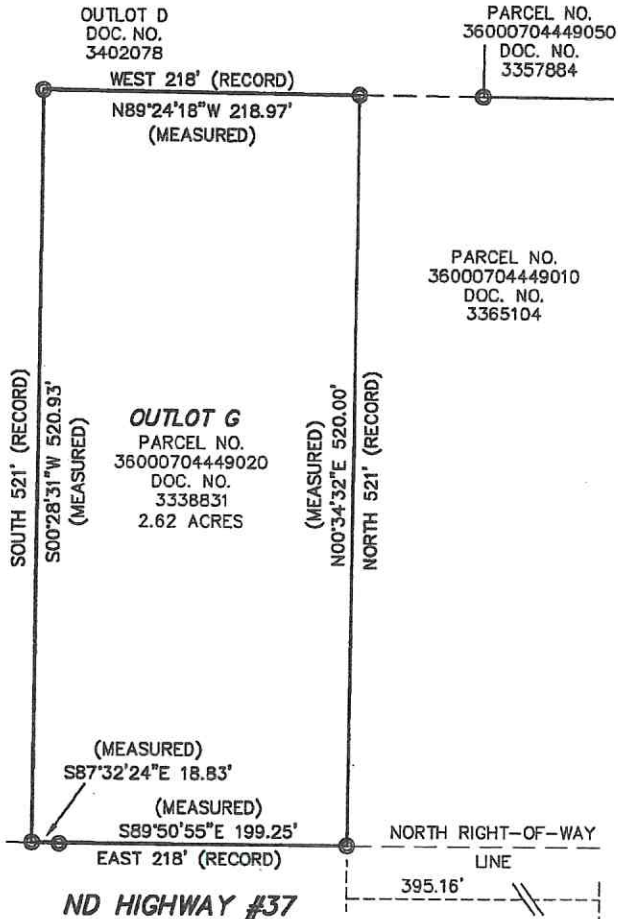 OUTLOT D
DOC. NO.
3402078
PARCEL NO.
36000704449050
DOC. NO.
3357884
WEST 218' (RECORD)
N89°24'18"W 218.97'
(MEASURED)
PARCEL NO.
36000704449010
DOC. NO.
3365104
SOUTH 521' (RECORD)
S00°28'31"W 520.93'
(MEASURED)
OUTLOT G
PARCEL NO.
36000704449020
DOC. NO.
3338831
2.62 ACRES
(MEASURED)
N00°34'32"E 520.00'
NORTH 521' (RECORD)
(MEASURED)
S87°32'24"E 18.83'
(MEASURED)
S89°50'55"E 199.25'
EAST 218' (RECORD)
NORTH RIGHT-OF-WAY
LINE
395.16'
ND HIGHWAY #37